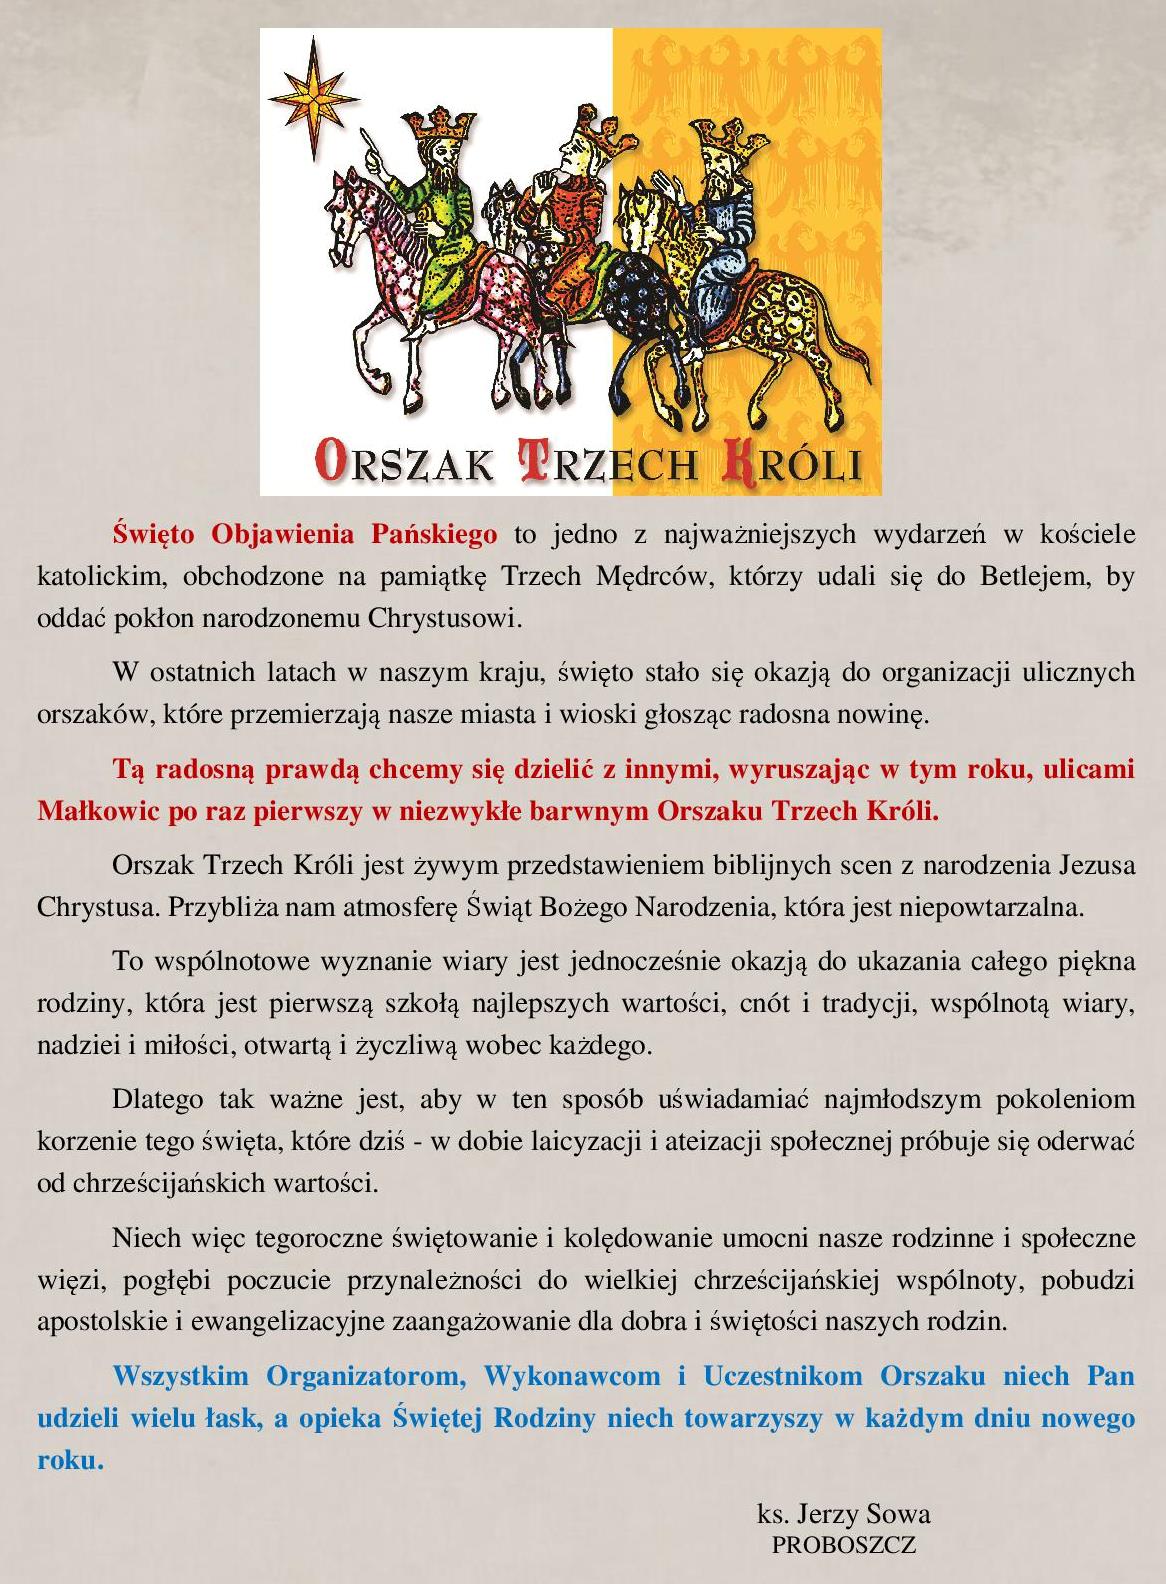 ORSZAK TRZECH KRÓLI
Święto Objawienia Pańskiego to jedno z najważniejszych wydarzeń w kościele
katolickim, obchodzone na pamiątkę Trzech Mędrców, którzy udali się do Betlejem, by
oddać pokłon narodzonemu Chrystusowi.
W ostatnich latach w naszym kraju, święto stało się okazją do organizacji ulicznych
orszaków, które przemierzają nasze miasta i wioski głosząc radosna nowinę.
Tą radosną prawdą chcemy się dzielić z innymi, wyruszając w tym roku, ulicami
Małkowic po raz pierwszy w niezwykłe barwnym Orszaku Trzech Króli.
Orszak Trzech Króli jest żywym przedstawieniem biblijnych scen z narodzenia Jezusa
Chrystusa. Przybliża nam atmosferę Świąt Bożego Narodzenia, która jest niepowtarzalna.
To wspólnotowe wyznanie wiary jest jednocześnie okazją do ukazania całego piękna
rodziny, która jest pierwszą szkołą najlepszych wartości, cnót i tradycji, wspólnotą wiary,
nadziei i miłości, otwartą i życzliwą wobec każdego.
Dlatego tak ważne jest, aby w ten sposób uświadamiać najmłodszym pokoleniom
korzenie tego święta, które dziś - w dobie laicyzacji i ateizacji społecznej próbuje się oderwać
od chrześcijańskich wartości.
Niech więc tegoroczne świętowanie i kolędowanie umocni nasze rodzinne i społeczne
więzi, pogłębi poczucie przynależności do wielkiej chrześcijańskiej wspólnoty, pobudzi
apostolskie i ewangelizacyjne zaangażowanie dla dobra i świętości naszych rodzin.
Wszystkim Organizatorom, Wykonawcom i Uczestnikom Orszaku niech Pan
udzieli wielu łask, a opieka Świętej Rodziny niech towarzyszy w każdym dniu nowego
roku.
ks. Jerzy Sowa
PROBOSZCZ